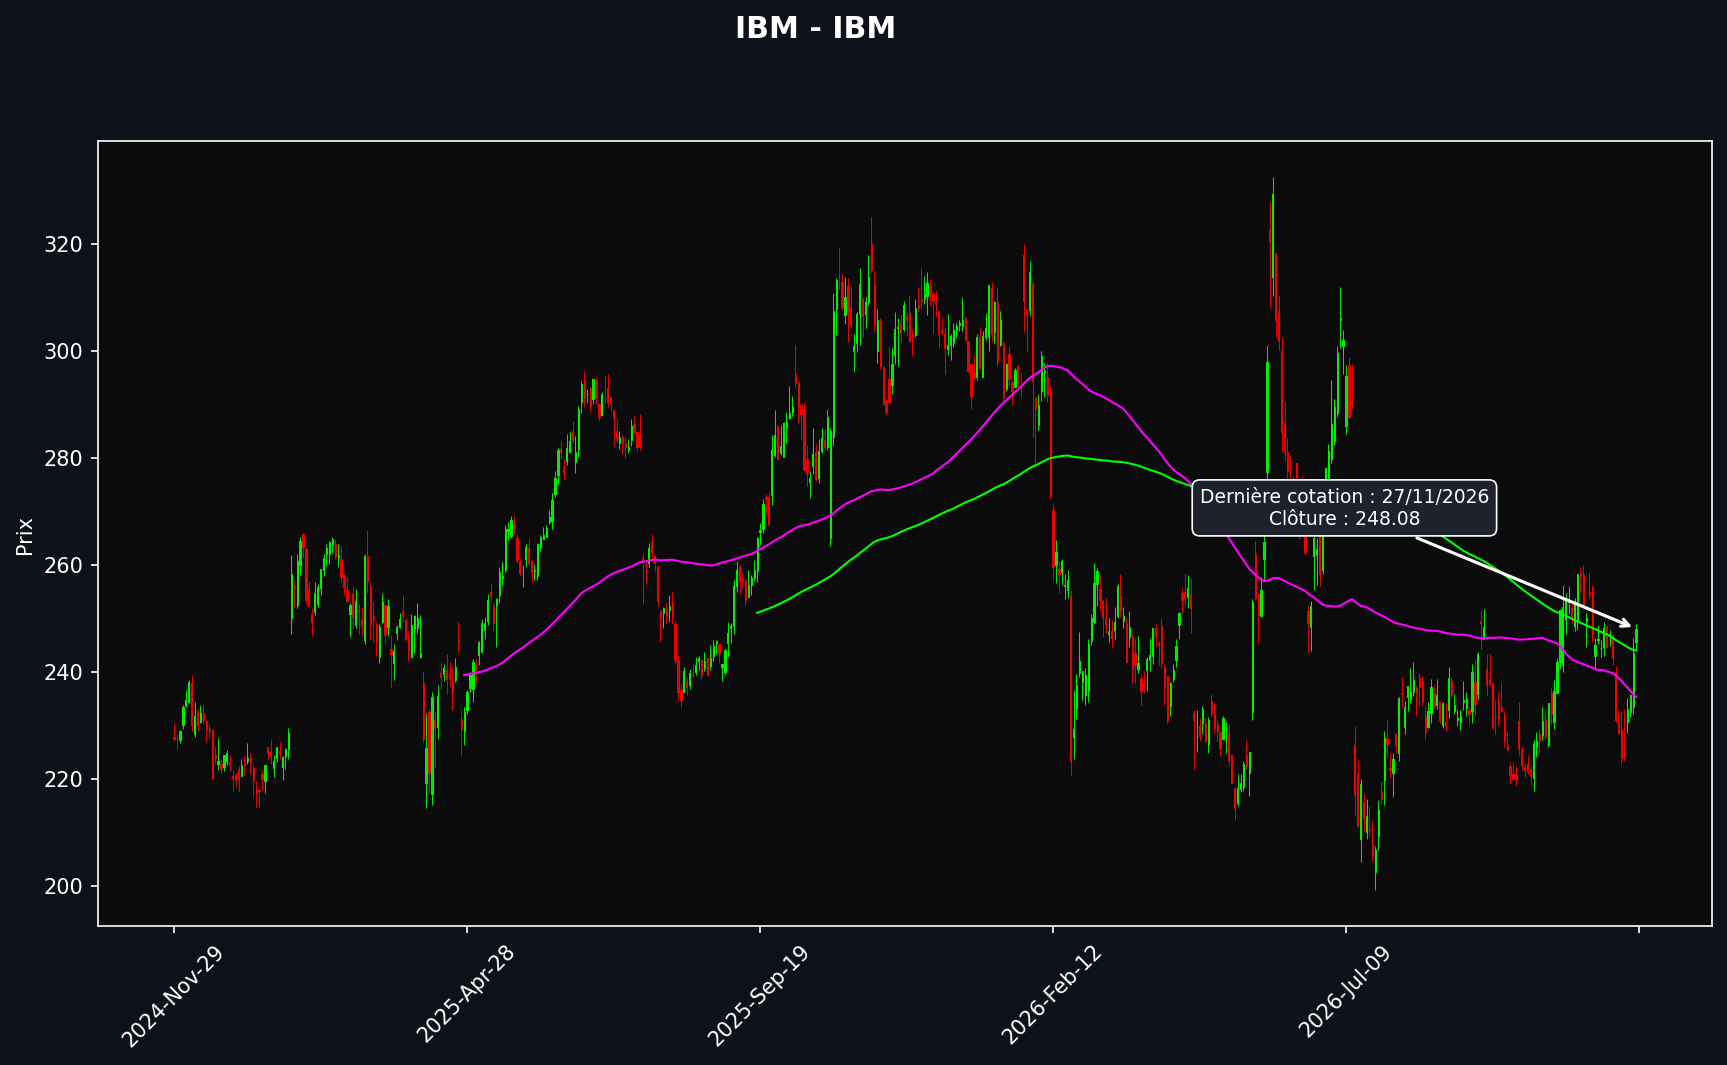 IBM - IBM
Prix
320
300
280
260
240
220
200
Dernière cotation : 27/11/2026
Clôture : 248.08
2024-Nov-29
2025-Apr-28
2025-Sep-19
2026-Feb-12
2026-Jul-09